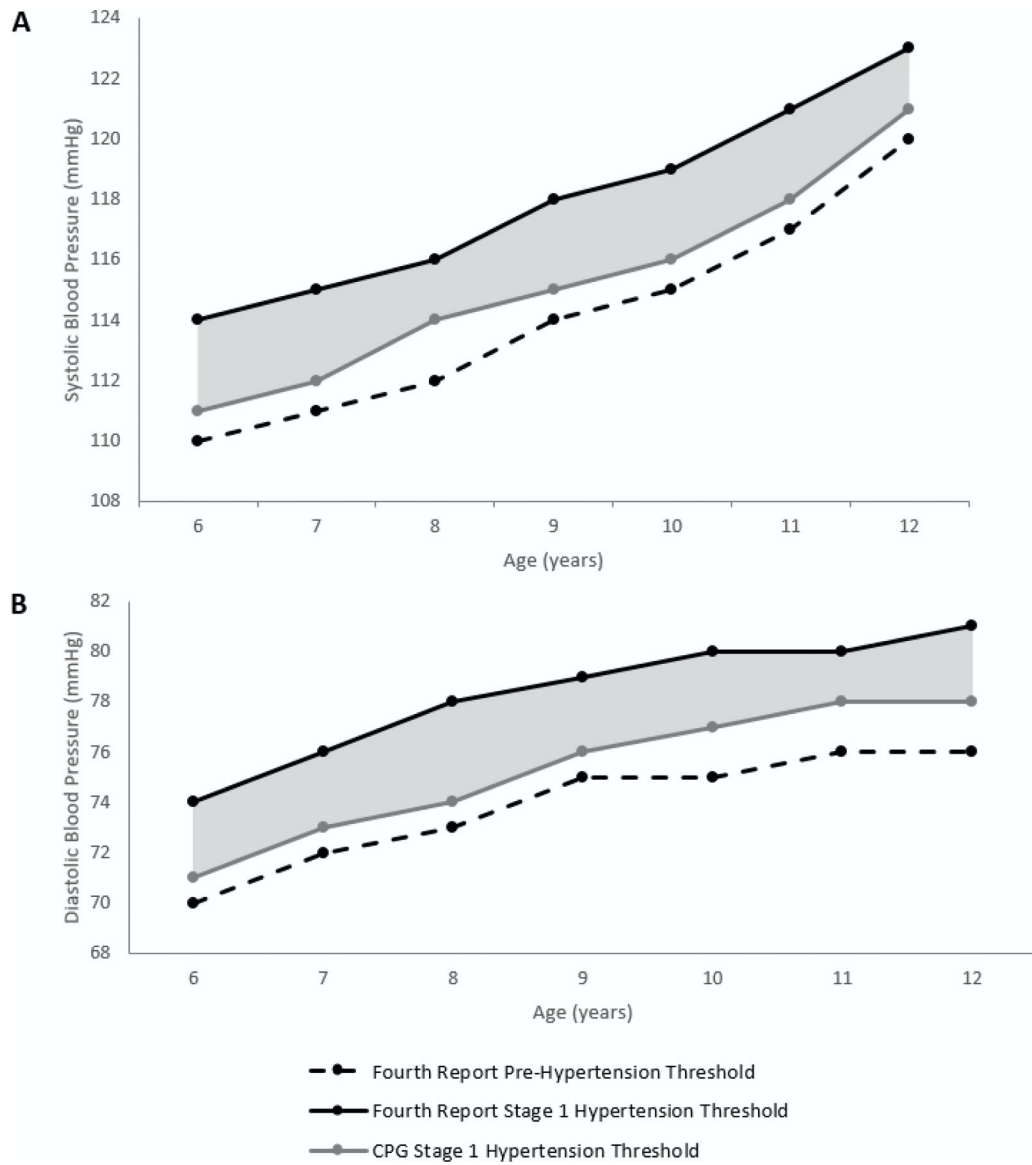 A
124
122
120
118
116
114
112
110
108
Systolic Blood Pressure (mmHg)
6 7 8 9 10 11 12
Age (years)
B
82
80
78
76
74
72
70
68
Diastolic Blood Pressure (mmHg)
6 7 8 9 10 11 12
Age (years)
Fourth Report Pre-Hypertension Threshold
Fourth Report Stage 1 Hypertension Threshold
CPG Stage 1 Hypertension Threshold